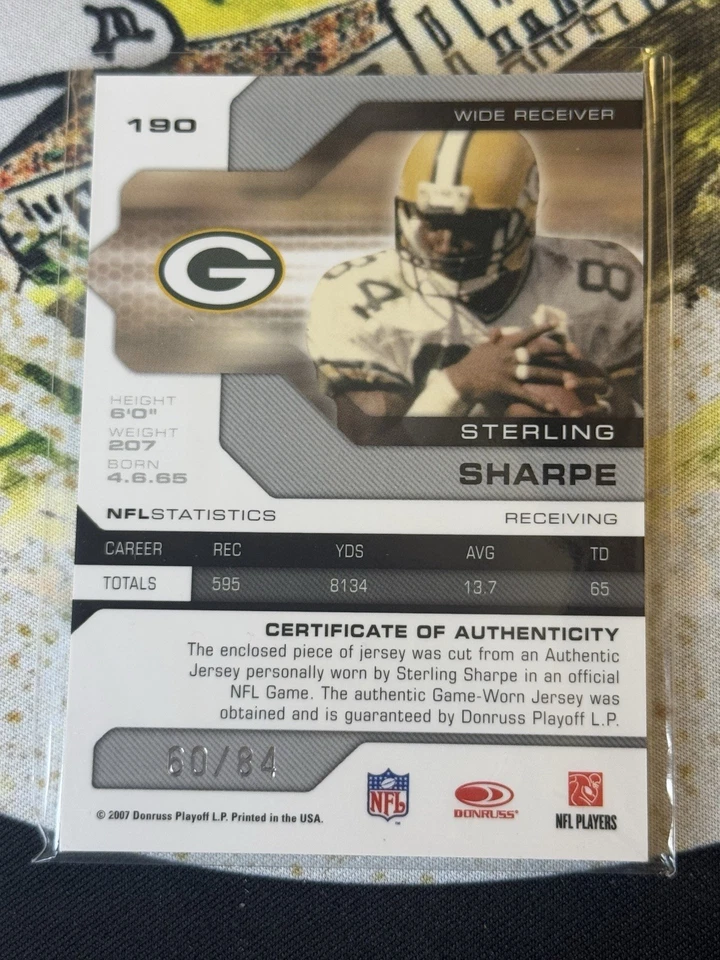 190
WIDE RECEIVER
G
84
8
HEIGHT
6'0"
WEIGHT
207
BORN
4.6.65
STERLING
SHARPE
NFLSTATISTICS RECEIVING
CAREER REC YDS AVG TD
TOTALS 595 8134 13.7 65
CERTIFICATE OF AUTHENTICITY
The enclosed piece of jersey was cut from an Authentic
Jersey personally worn by Sterling Sharpe in an official
NFL Game. The authentic Game-Worn Jersey was
obtained and is guaranteed by Donruss Playoff L.P.
60/84
NFL
DONRUSS
NFL PLAYERS
© 2007 Donruss Playoff L.P. Printed in the USA.